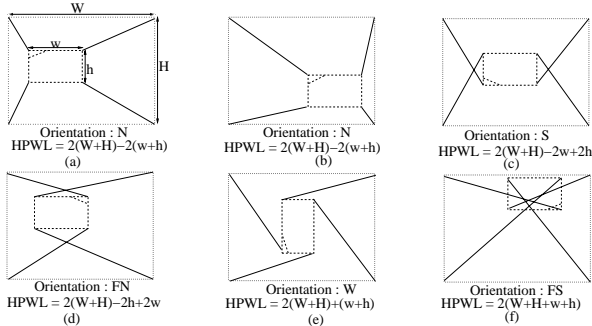 W
w
h
H
Orientation : N
HPWL = 2(W+H)−2(w+h)
(a)
Orientation : N
HPWL = 2(W+H)−2(w+h)
(b)
Orientation : S
HPWL = 2(W+H)−2w+2h
(c)
Orientation : FN
HPWL = 2(W+H)−2h+2w
(d)
Orientation : W
HPWL = 2(W+H)+(w+h)
(e)
Orientation : FS
HPWL = 2(W+H+w+h)
(f)